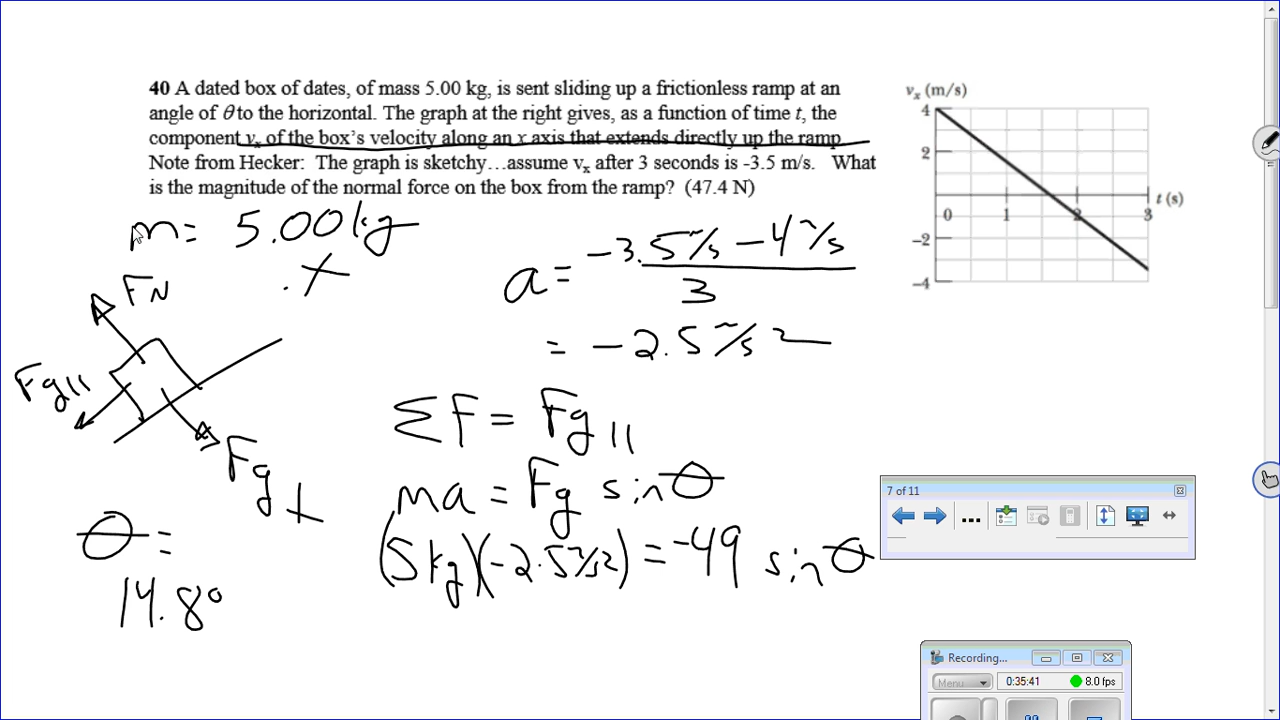 40 A dated box of dates, of mass 5.00 kg, is sent sliding up a frictionless ramp at an
angle of θ to the horizontal. The graph at the right gives, as a function of time t, the
component vx of the box's velocity along an x axis that extends directly up the ramp
Note from Hecker: The graph is sketchy…assume vx after 3 seconds is -3.5 m/s. What
is the magnitude of the normal force on the box from the ramp? (47.4 N)
vx (m/s)
4
2
0 1 2 3
t (s)
−2
−4
m= 5.00kg
FN
Fg||
Fg⊥
θ=
14.8°
a = -3.5 m/s - 4 m/s
3
= -2.5 m/s²
ΣF = Fg||
ma = Fg sinθ
(5kg)(-2.5 m/s²) = -49 sinθ
7 of 11
...
Recording...
Menu
0:35:41
8.0 fps